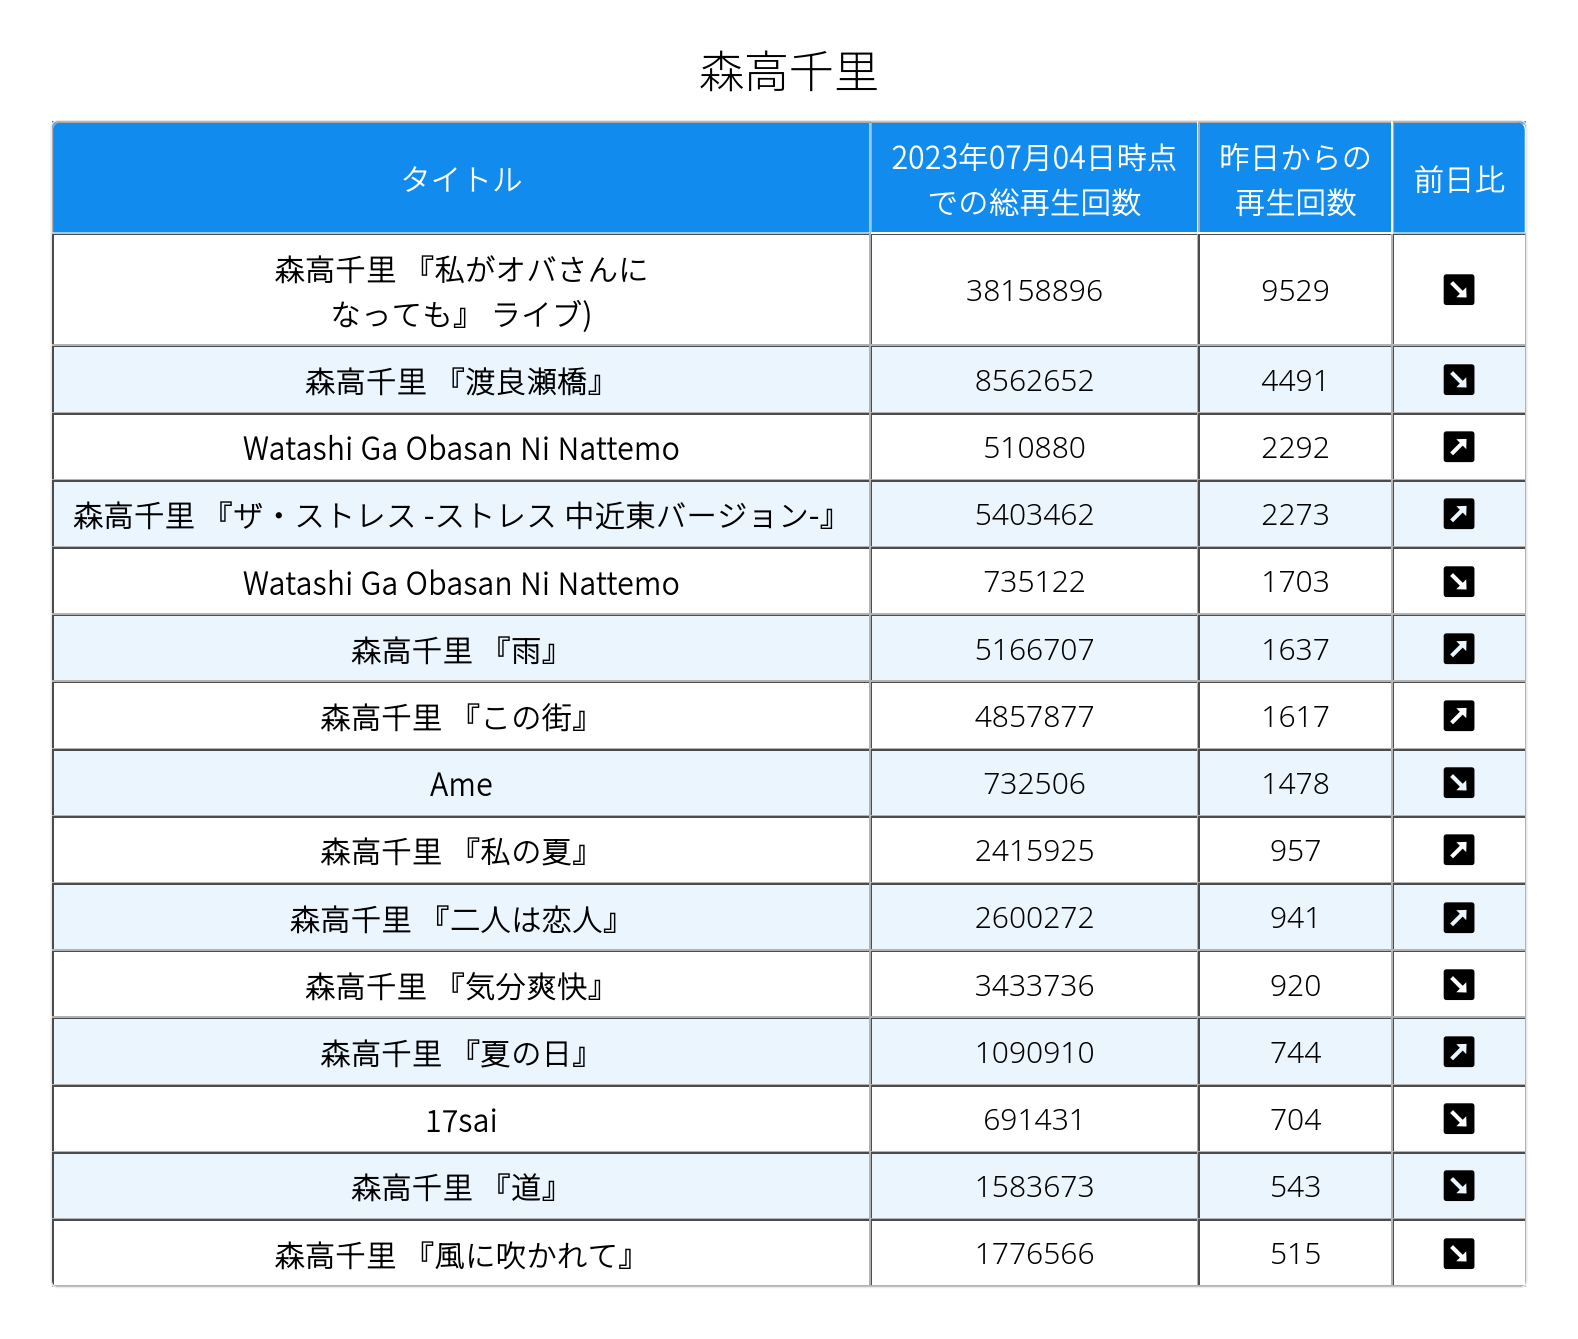 森高千里
タイトル
2023年07月04日時点
での総再生回数
昨日からの
再生回数
前日比
森高千里 『私がオバさんに
なっても』 ライブ)
38158896
9529
森高千里 『渡良瀬橋』
8562652
4491
Watashi Ga Obasan Ni Nattemo
510880
2292
森高千里 『ザ・ストレス -ストレス 中近東バージョン-』
5403462
2273
Watashi Ga Obasan Ni Nattemo
735122
1703
森高千里 『雨』
5166707
1637
森高千里 『この街』
4857877
1617
Ame
732506
1478
森高千里 『私の夏』
2415925
957
森高千里 『二人は恋人』
2600272
941
森高千里 『気分爽快』
3433736
920
森高千里 『夏の日』
1090910
744
17sai
691431
704
森高千里 『道』
1583673
543
森高千里 『風に吹かれて』
1776566
515